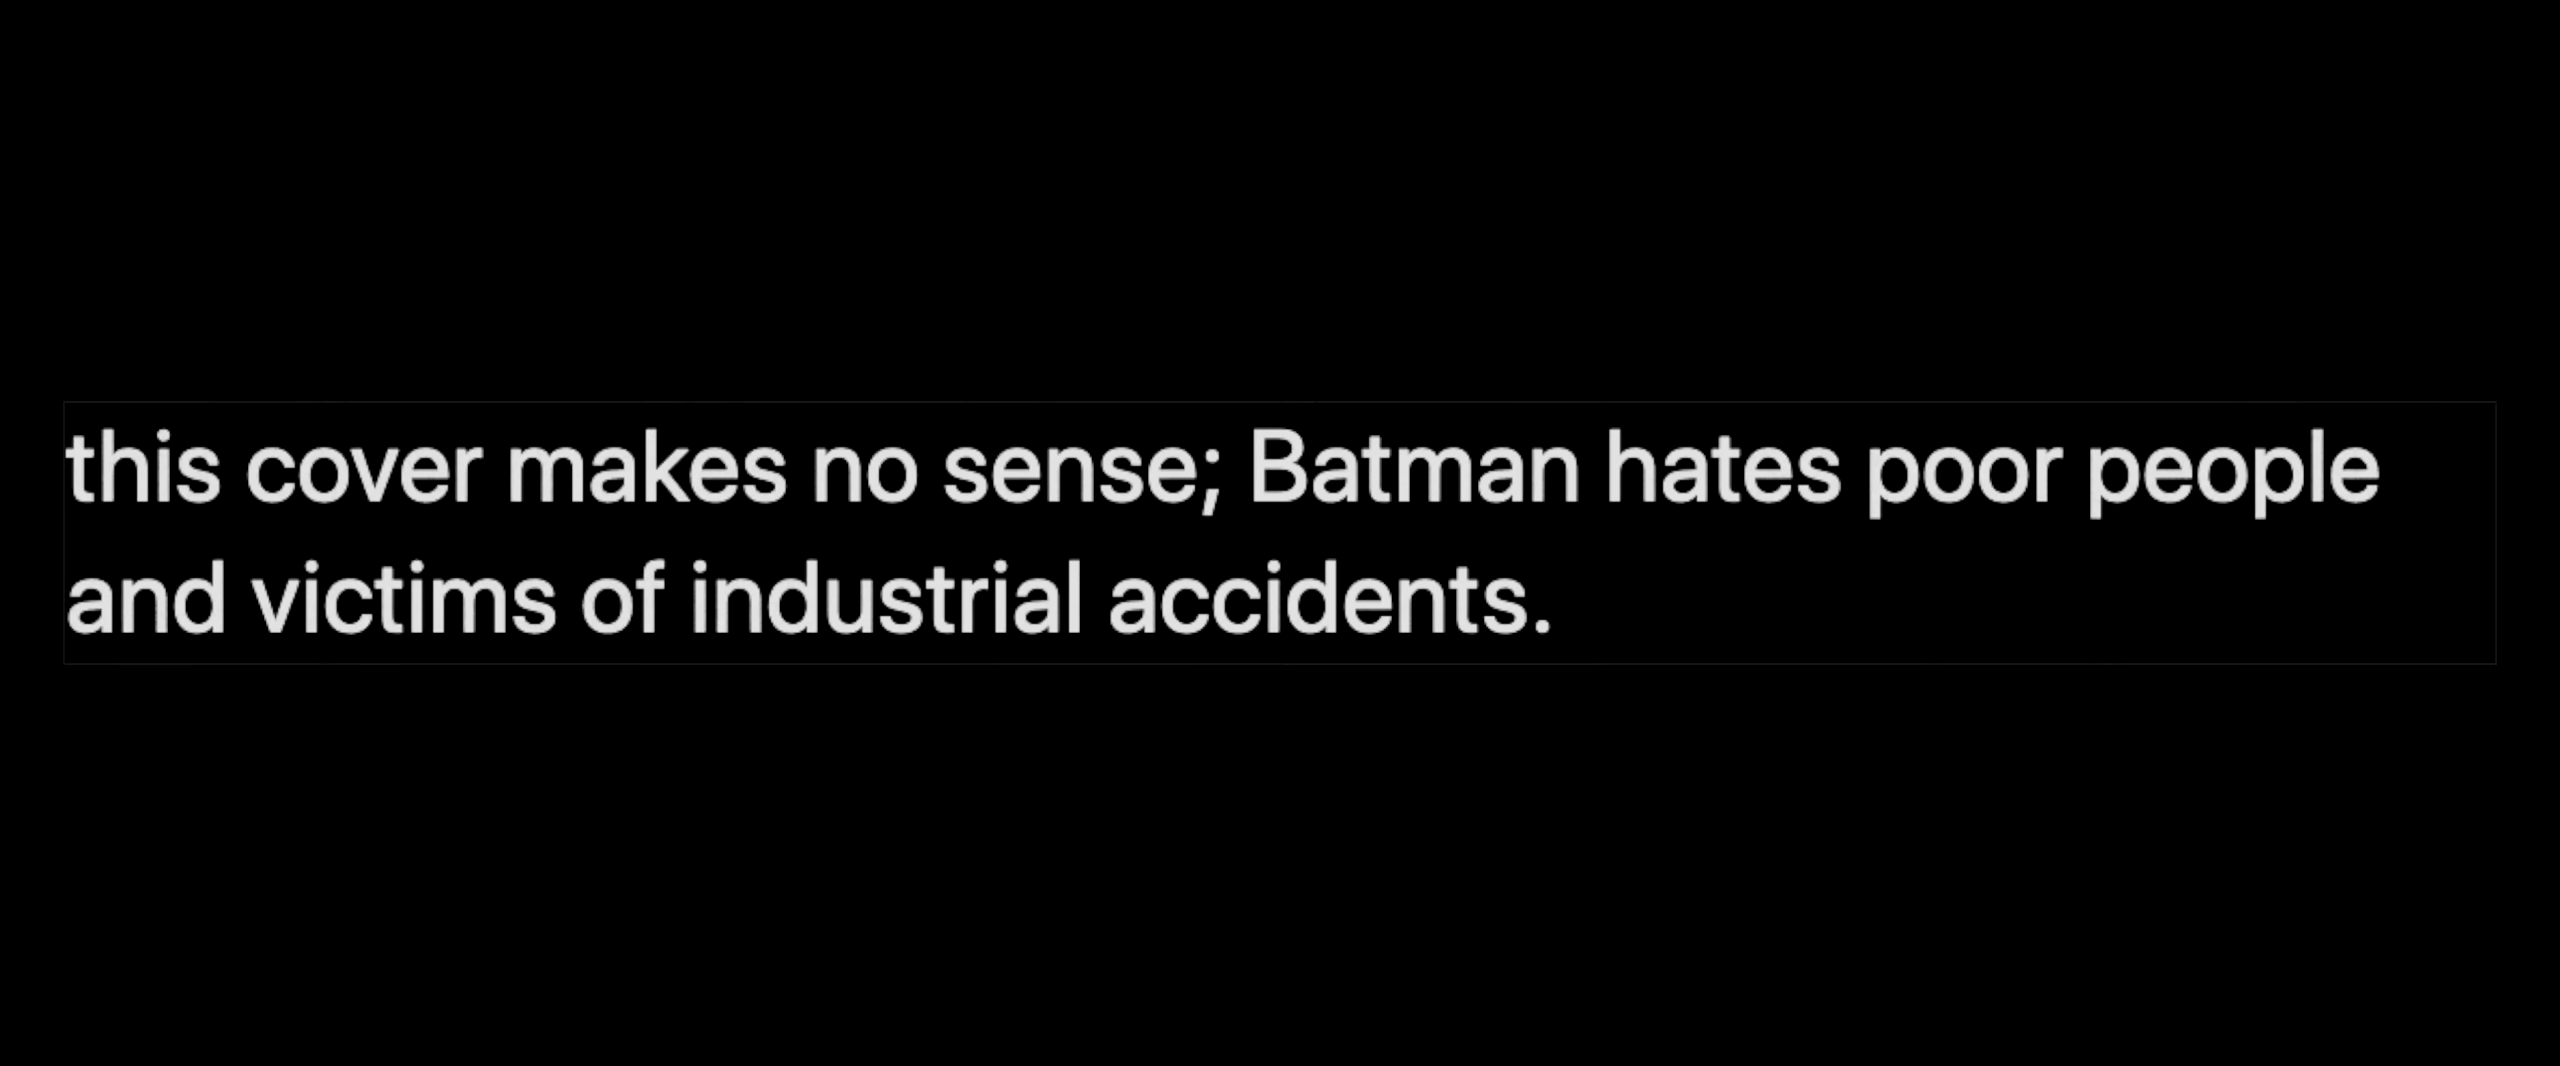 this cover makes no sense; Batman hates poor people
and victims of industrial accidents.